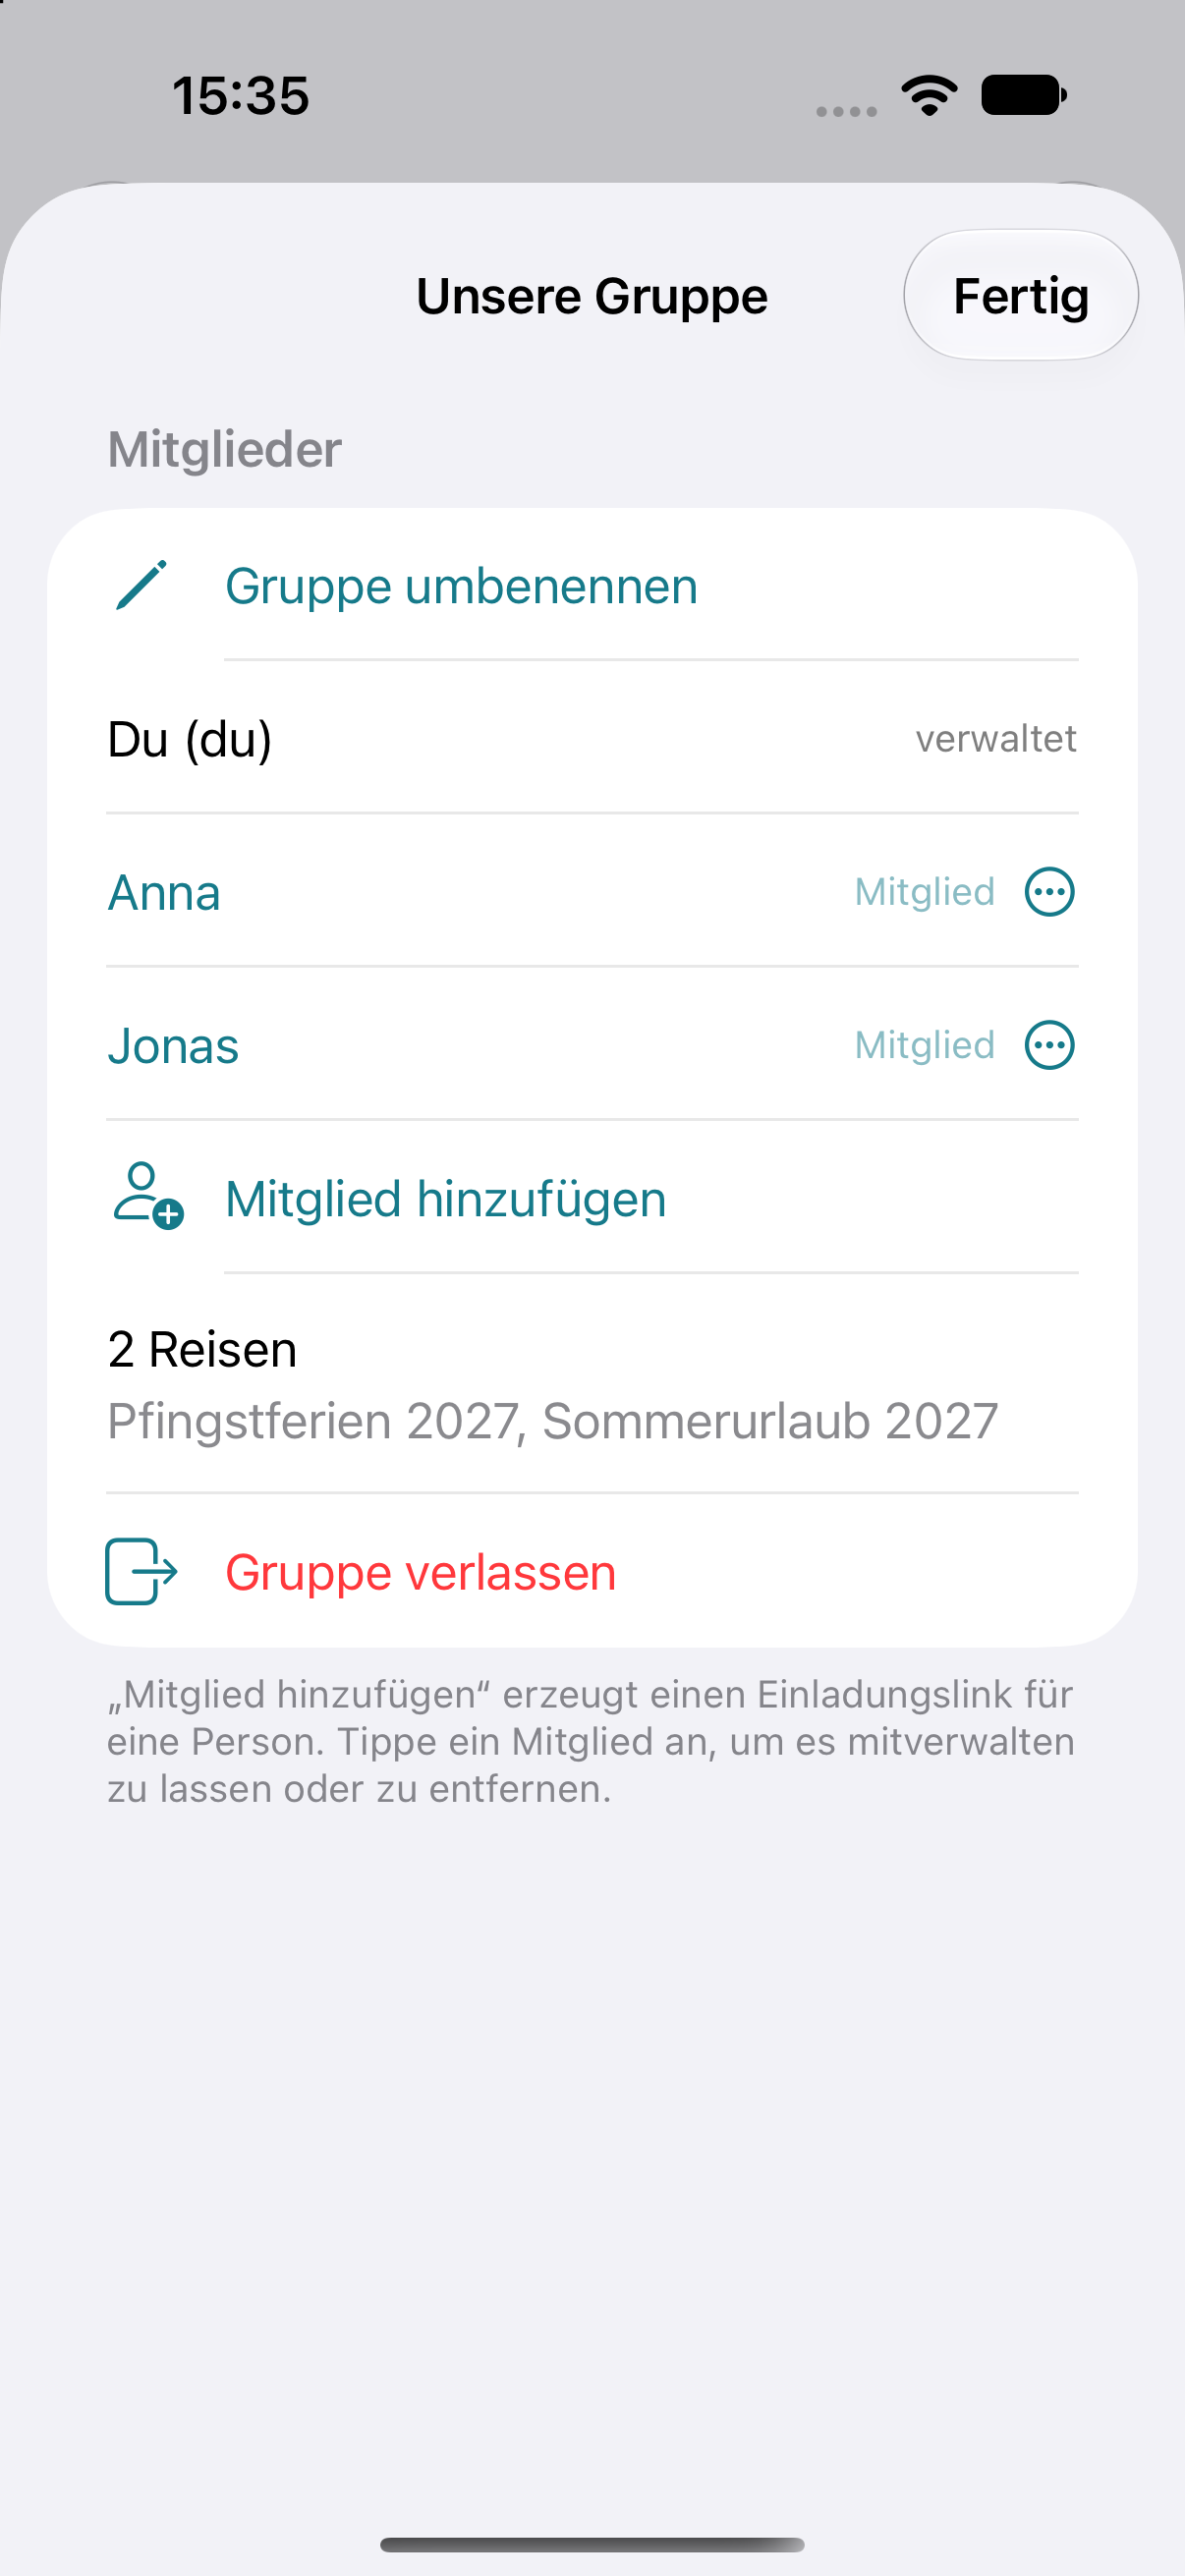 15:35
Unsere Gruppe
Fertig
Mitglieder
Gruppe umbenennen
Du (du)
verwaltet
Anna
Mitglied
Jonas
Mitglied
Mitglied hinzufügen
2 Reisen
Pfingstferien 2027, Sommerurlaub 2027
Gruppe verlassen
„Mitglied hinzufügen“ erzeugt einen Einladungslink für
eine Person. Tippe ein Mitglied an, um es mitverwalten
zu lassen oder zu entfernen.